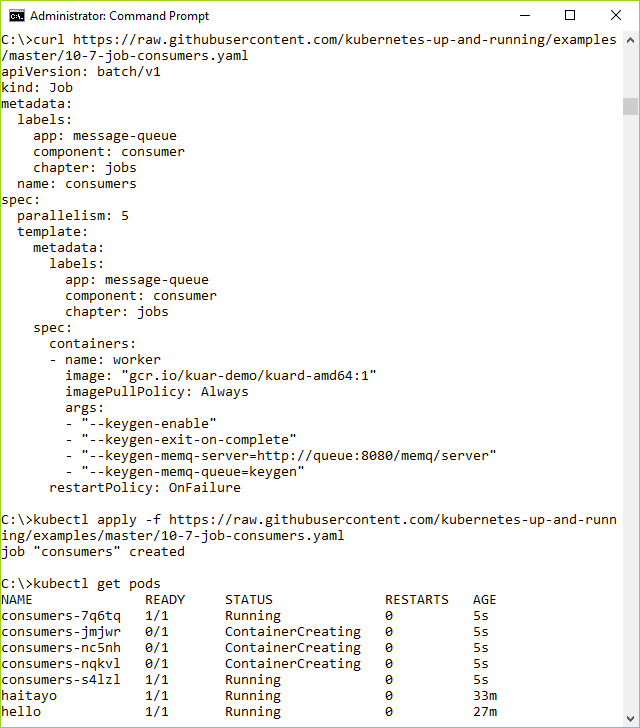 Administrator: Command Prompt
C:\>curl https://raw.githubusercontent.com/kubernetes-up-and-running/examples
/master/10-7-job-consumers.yaml
apiVersion: batch/v1
kind: Job
metadata:
  labels:
    app: message-queue
    component: consumer
    chapter: jobs
  name: consumers
spec:
  parallelism: 5
  template:
    metadata:
      labels:
        app: message-queue
        component: consumer
        chapter: jobs
    spec:
      containers:
      - name: worker
        image: "gcr.io/kuar-demo/kuard-amd64:1"
        imagePullPolicy: Always
        args:
        - "--keygen-enable"
        - "--keygen-exit-on-complete"
        - "--keygen-memq-server=http://queue:8080/memq/server"
        - "--keygen-memq-queue=keygen"
      restartPolicy: OnFailure
C:\>kubectl apply -f https://raw.githubusercontent.com/kubernetes-up-and-runn
ing/examples/master/10-7-job-consumers.yaml
job "consumers" created
C:\>kubectl get pods
NAME              READY     STATUS              RESTARTS   AGE
consumers-7q6tq   1/1       Running             0          5s
consumers-jmjwr   0/1       ContainerCreating   0          5s
consumers-nc5nh   0/1       ContainerCreating   0          5s
consumers-nqkvl   0/1       ContainerCreating   0          5s
consumers-s4lzl   1/1       Running             0          5s
haitayo           1/1       Running             0          33m
hello             1/1       Running             0          27m